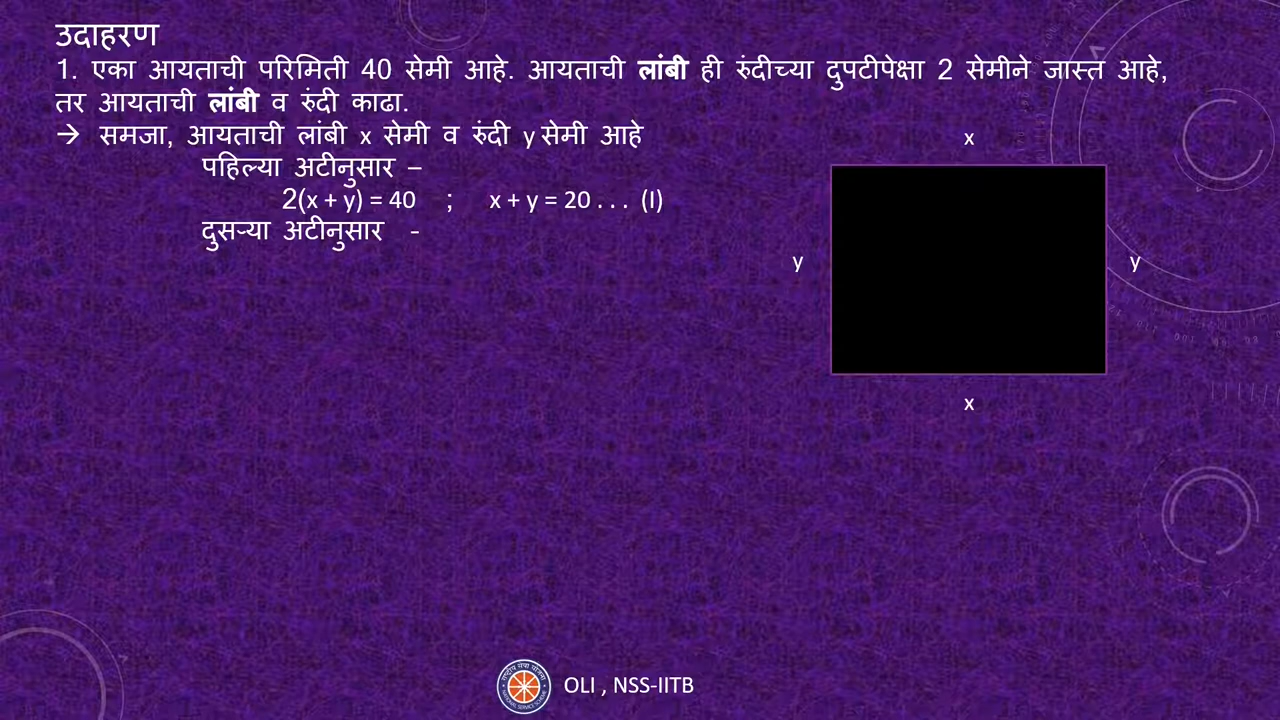 उदाहरण
1. एका आयताची परिमिती 40 सेमी आहे. आयताची लांबी ही रुंदीच्या दुपटीपेक्षा 2 सेमीने जास्त आहे,
तर आयताची लांबी व रुंदी काढा.
→ समजा, आयताची लांबी x सेमी व रुंदी y सेमी आहे
पहिल्या अटीनुसार –
2(x + y) = 40 ; x + y = 20 . . . (I)
दुसऱ्या अटीनुसार -
x
y
y
x
OLI , NSS-IITB